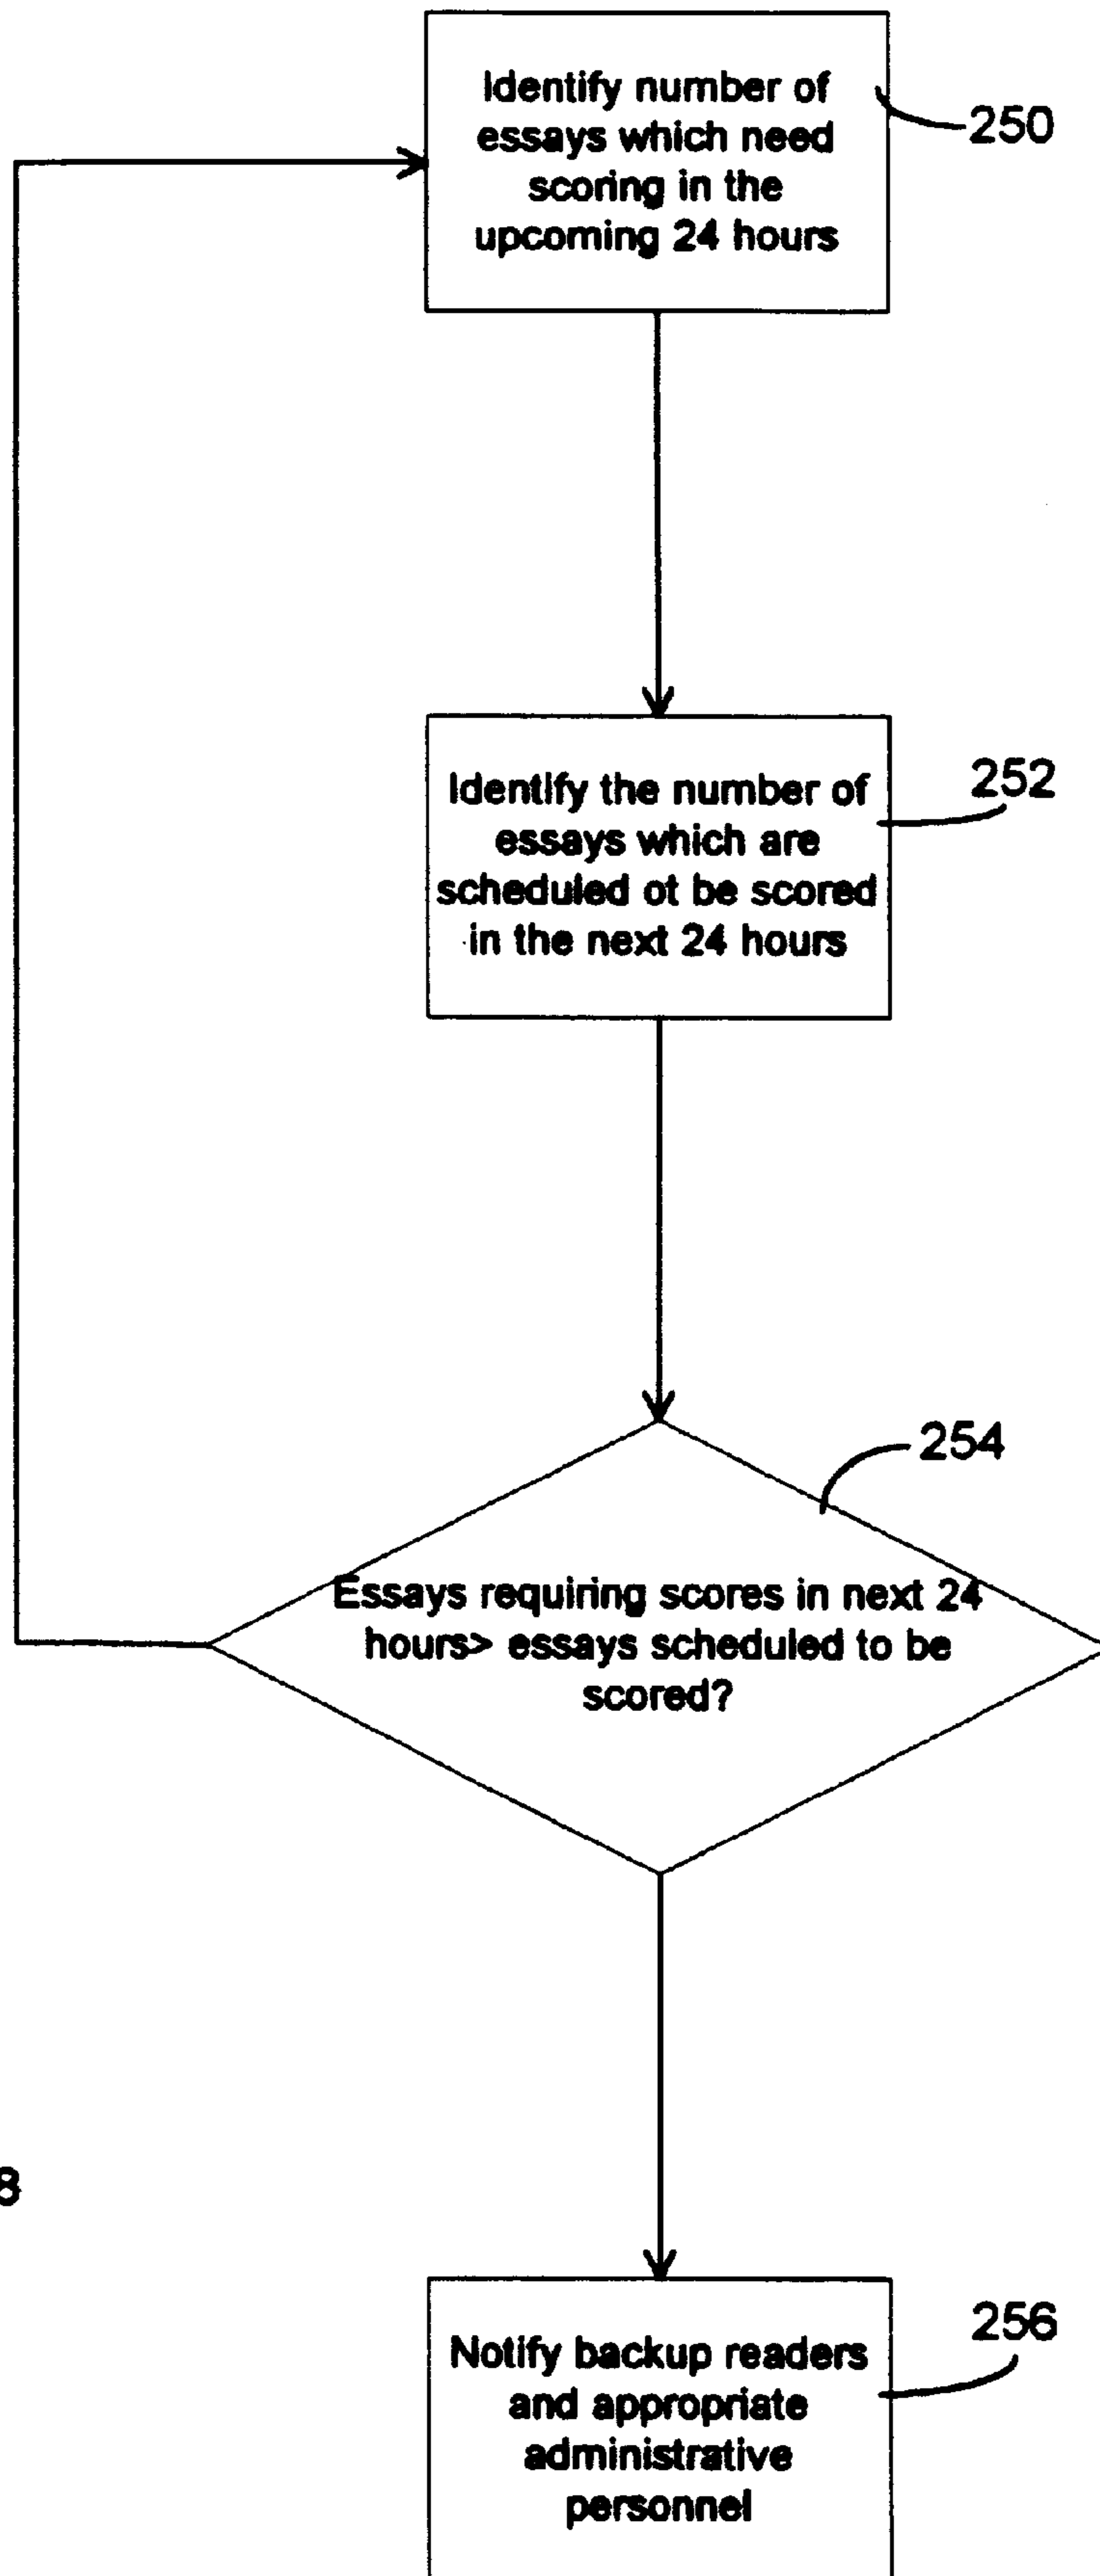 Identify number of
essays which need
scoring in the
upcoming 24 hours
250
Identify the number of
essays which are
scheduled ot be scored
in the next 24 hours
252
254
Essays requiring scores in next 24
hours> essays scheduled to be
scored?
8
256
Notify backup readers
and appropriate
administrative
personnel